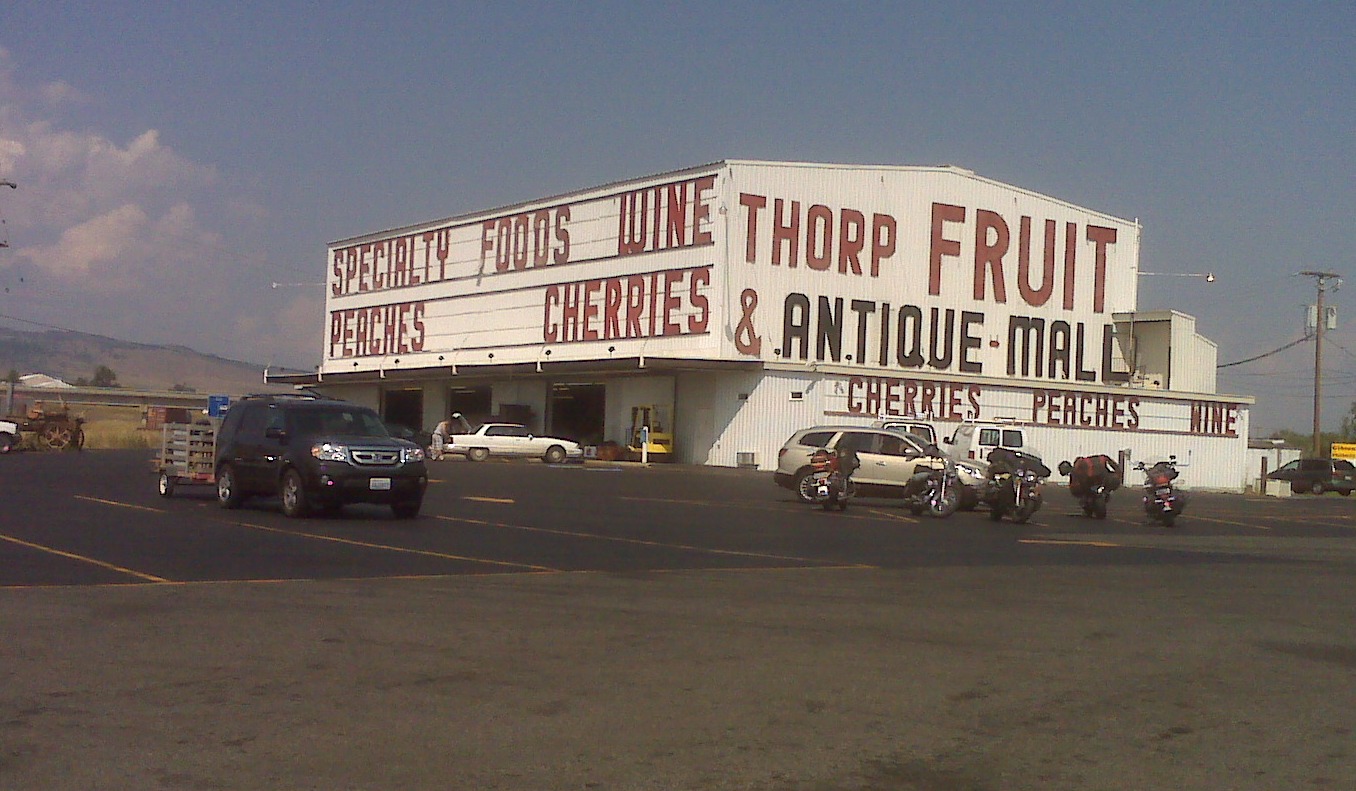 SPECIALTY FOODS WINE
PEACHES CHERRIES
THORP FRUIT
& ANTIQUE - MALL
CHERRIES PEACHES WINE